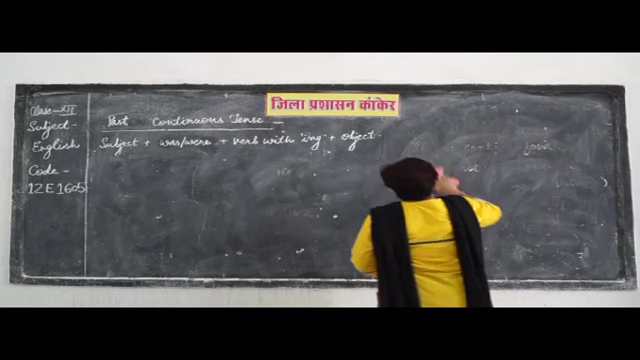 जिला प्रशासन कांकेर
Class - XII
Subject -
English
Code -
12E1605
Past Continuous Tense -
Subject + was/were + verb with 'ing' + object.